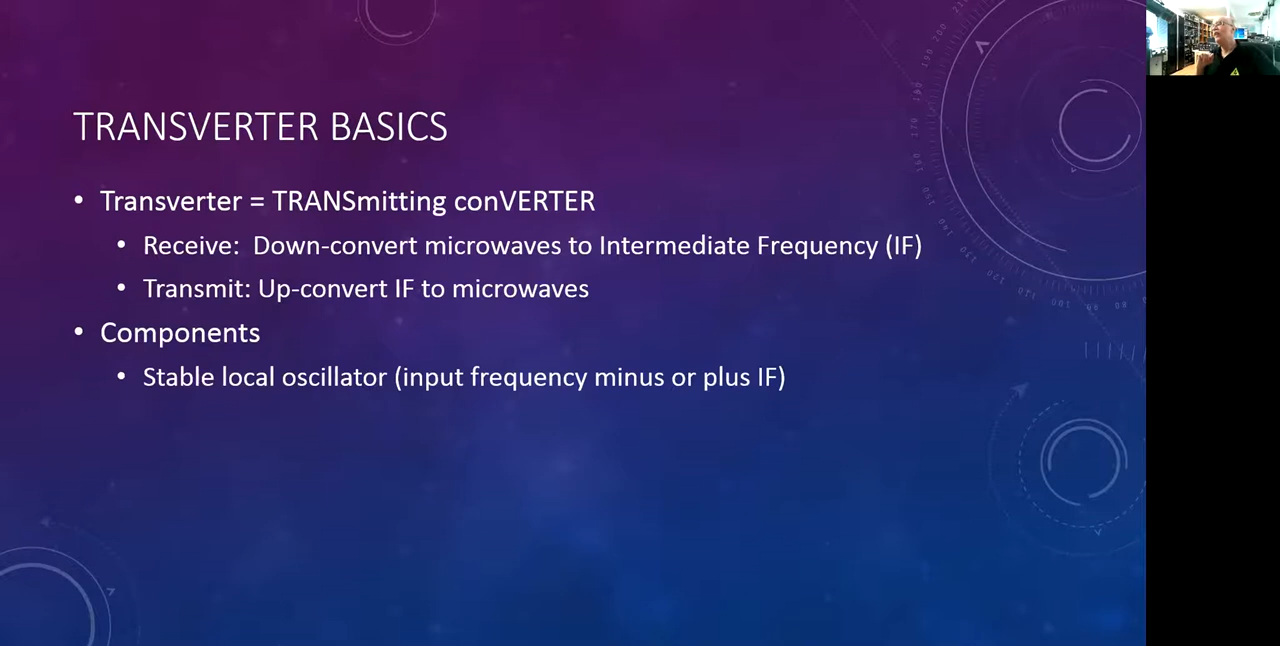 TRANSVERTER BASICS
• Transverter = TRANSmitting conVERTER
• Receive: Down-convert microwaves to Intermediate Frequency (IF)
• Transmit: Up-convert IF to microwaves
• Components
• Stable local oscillator (input frequency minus or plus IF)